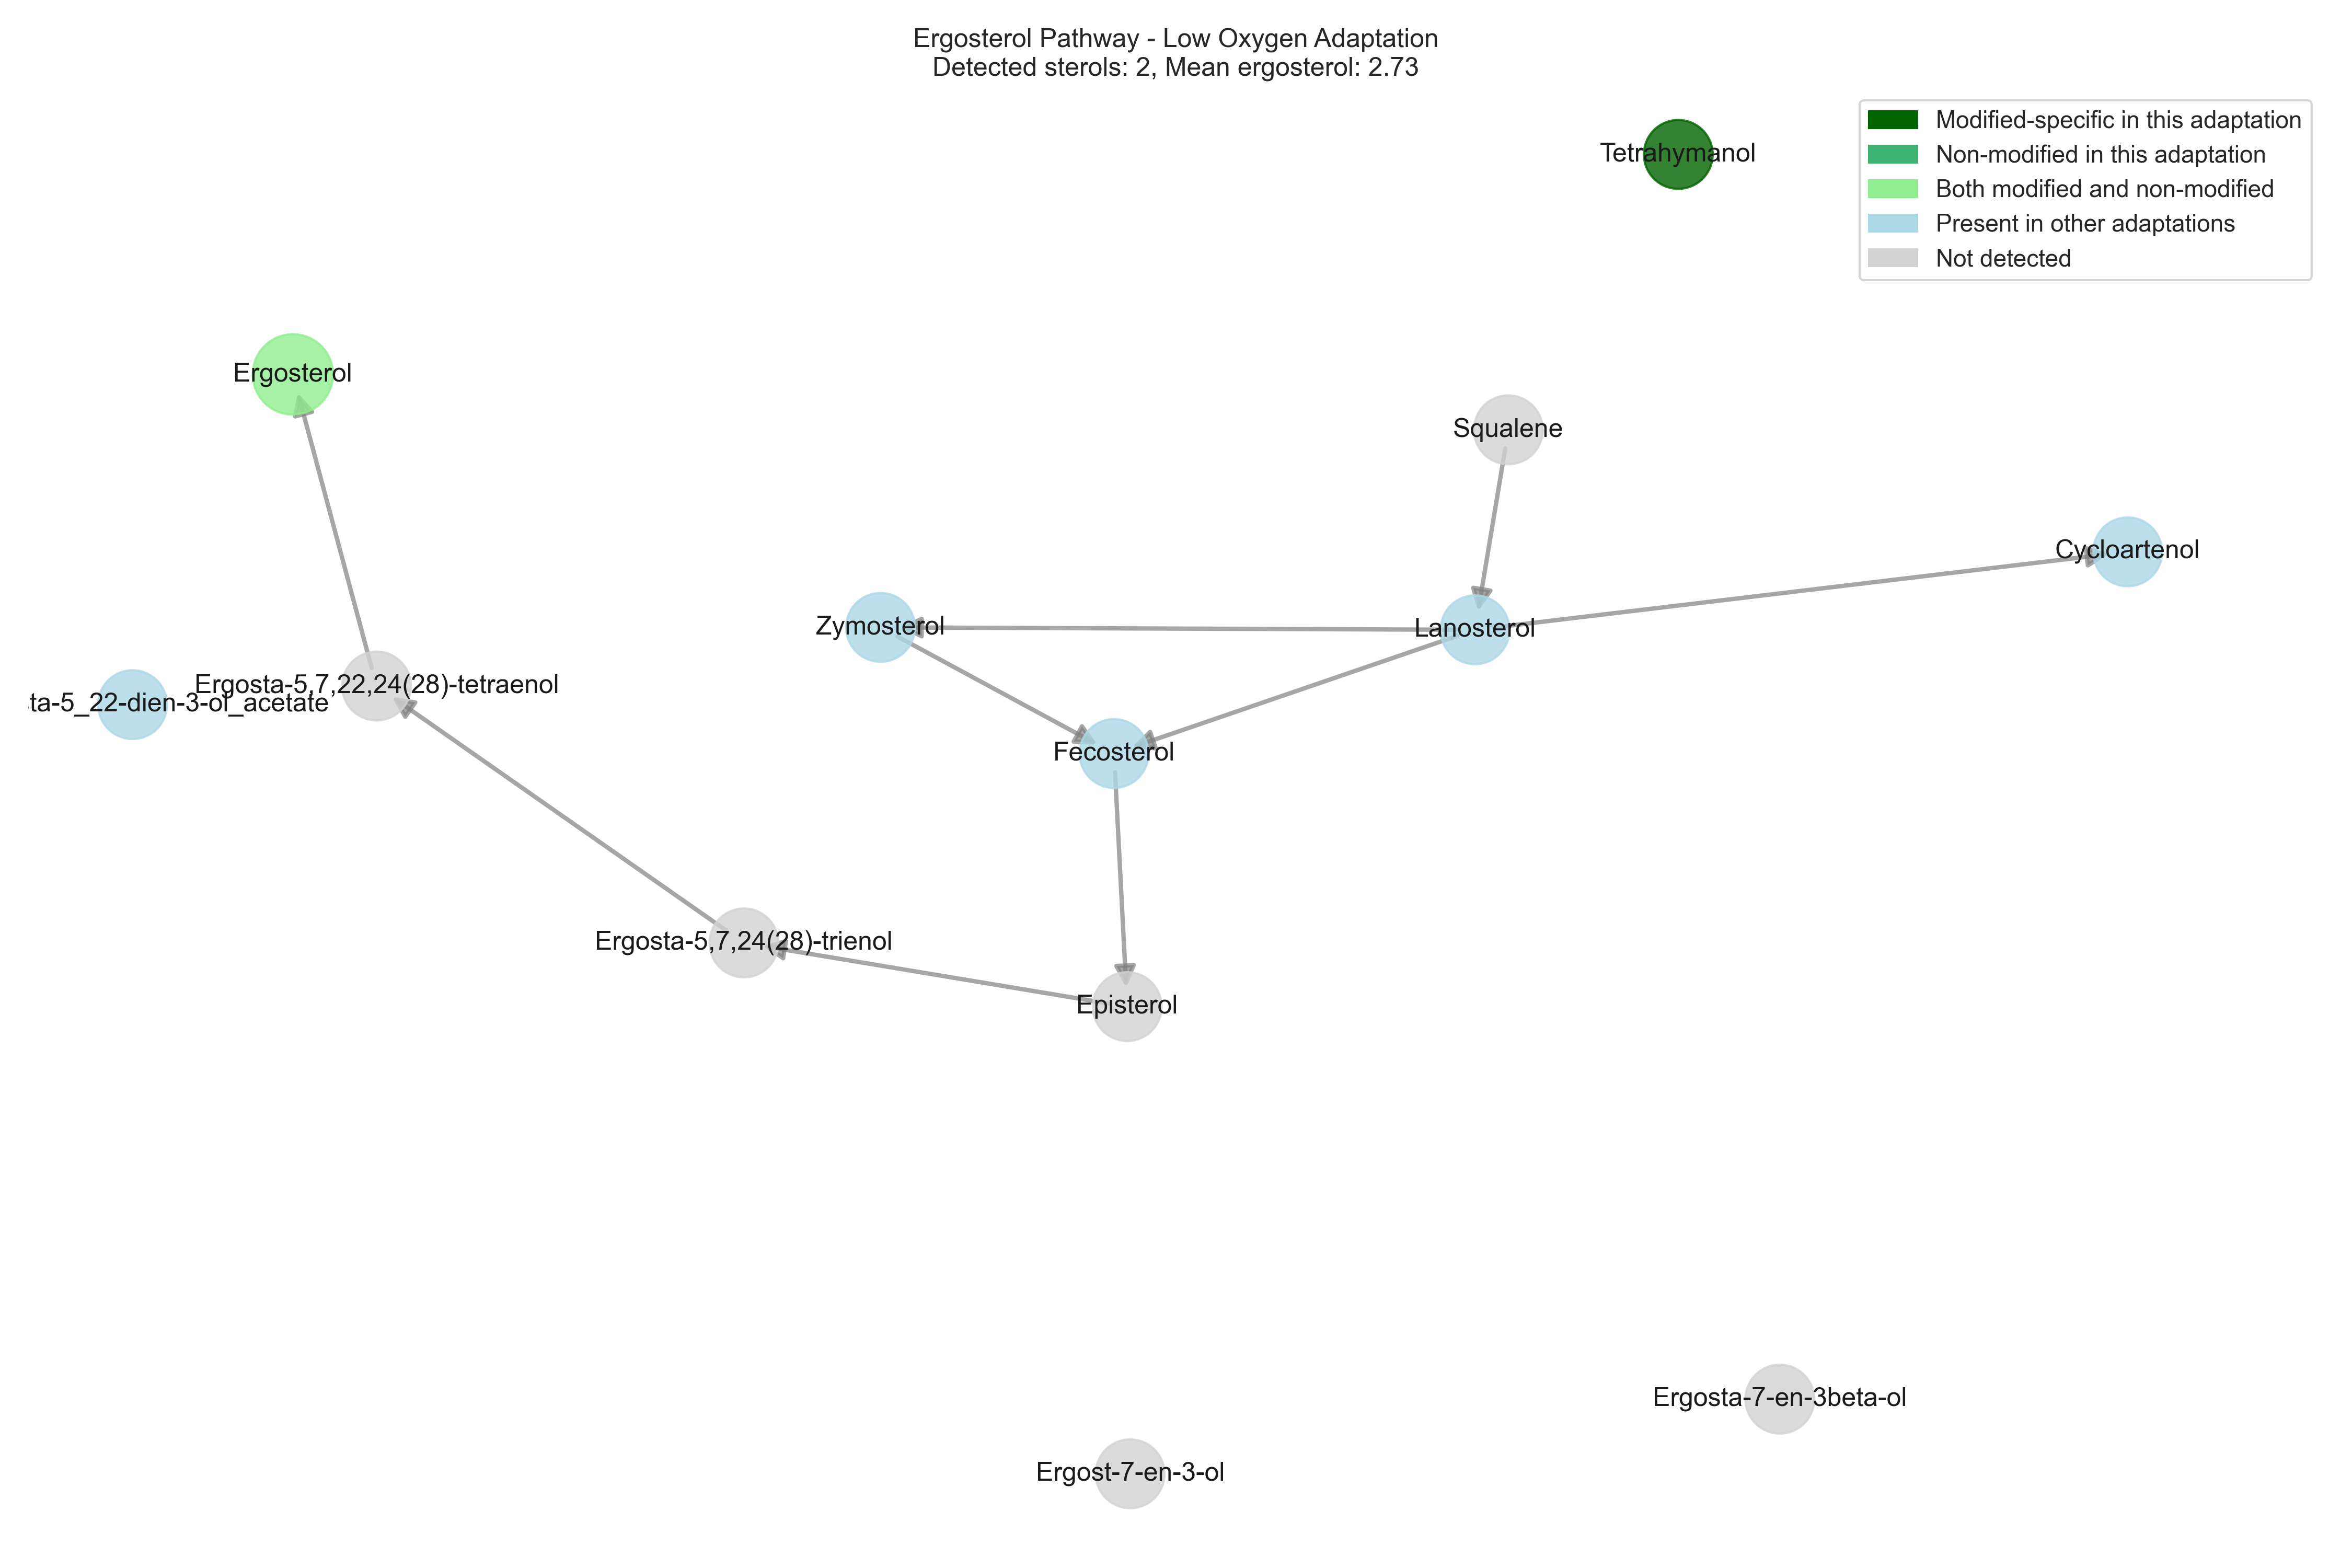 Ergosterol Pathway - Low Oxygen Adaptation
Detected sterols: 2, Mean ergosterol: 2.73
Modified-specific in this adaptation
Non-modified in this adaptation
Both modified and non-modified
Present in other adaptations
Not detected
Tetrahymanol
Ergosterol
Squalene
Cycloartenol
Zymosterol
Lanosterol
Ergosta-5,7,22,24(28)-tetraenol
ta-5_22-dien-3-ol_acetate
Fecosterol
Ergosta-5,7,24(28)-trienol
Episterol
Ergosta-7-en-3beta-ol
Ergost-7-en-3-ol